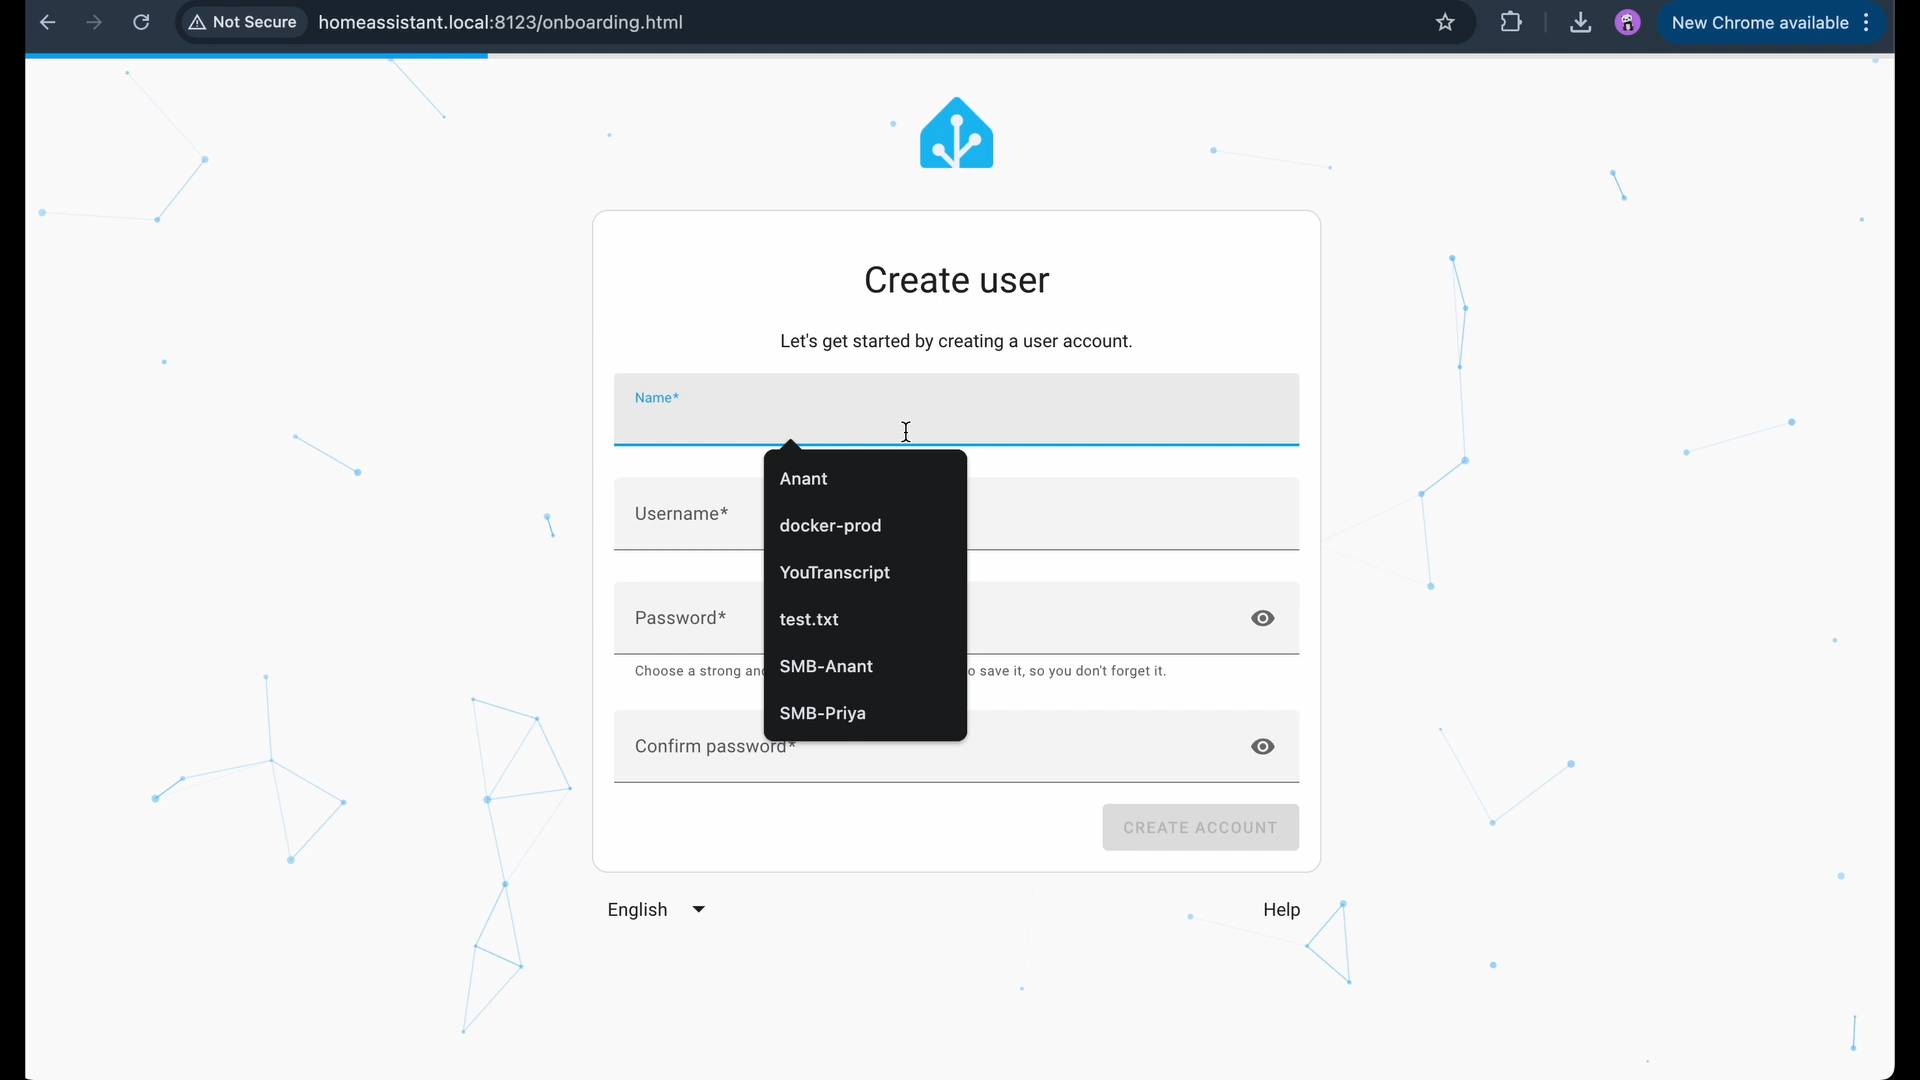 Not Secure
homeassistant.local:8123/onboarding.html
New Chrome available
Create user
Let's get started by creating a user account.
Name*
Anant
docker-prod
YouTranscript
test.txt
SMB-Anant
SMB-Priya
Username*
Password*
Choose a strong and
save it, so you don't forget it.
Confirm password*
CREATE ACCOUNT
English
Help